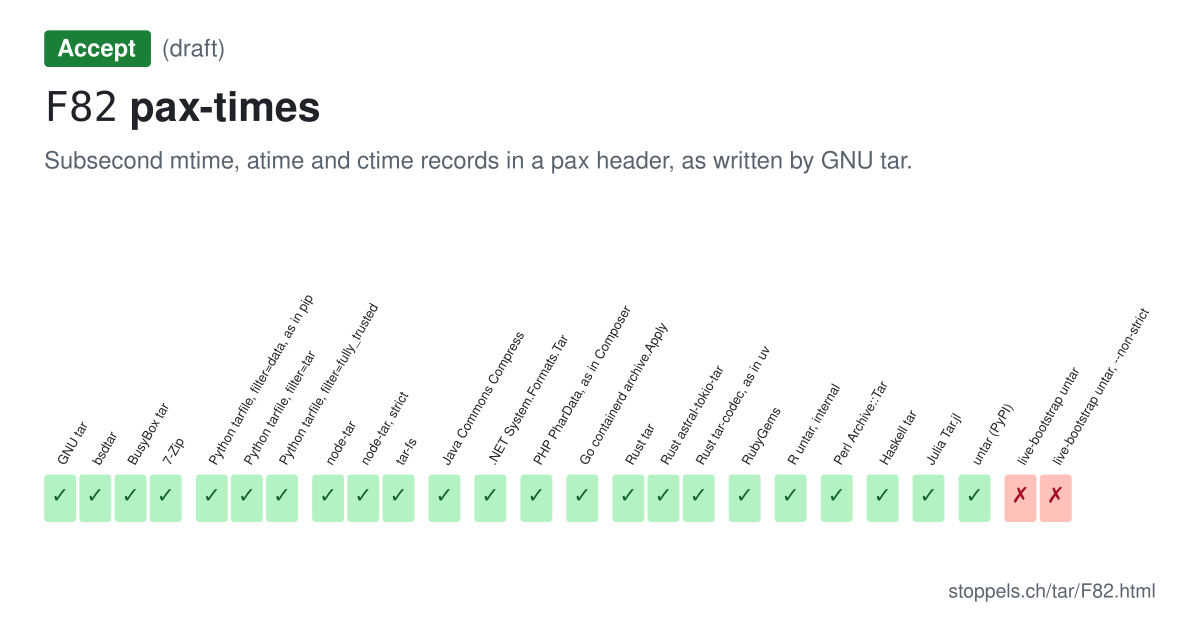 Accept (draft)
F82 pax-times
Subsecond mtime, atime and ctime records in a pax header, as written by GNU tar.
GNU tar
bsdtar
BusyBox tar
7-Zip
Python tarfile, filter=data, as in pip
Python tarfile, filter=tar
Python tarfile, filter=fully_trusted
node-tar
node-tar, strict
tar-fs
Java Commons Compress
.NET System.Formats.Tar
PHP PharData, as in Composer
Go containerd archive.Apply
Rust tar
Rust astral-tokio-tar
Rust tar-codec, as in uv
RubyGems
R untar, internal
Perl Archive::Tar
Haskell tar
Julia Tar.jl
untar (PyPI)
live-bootstrap untar
live-bootstrap untar, --non-strict
✓ ✓ ✓ ✓ ✓ ✓ ✓ ✓ ✓ ✓ ✓ ✓ ✓ ✓ ✓ ✓ ✓ ✓ ✓ ✓ ✓ ✓ ✓ ✗ ✗
stoppels.ch/tar/F82.html